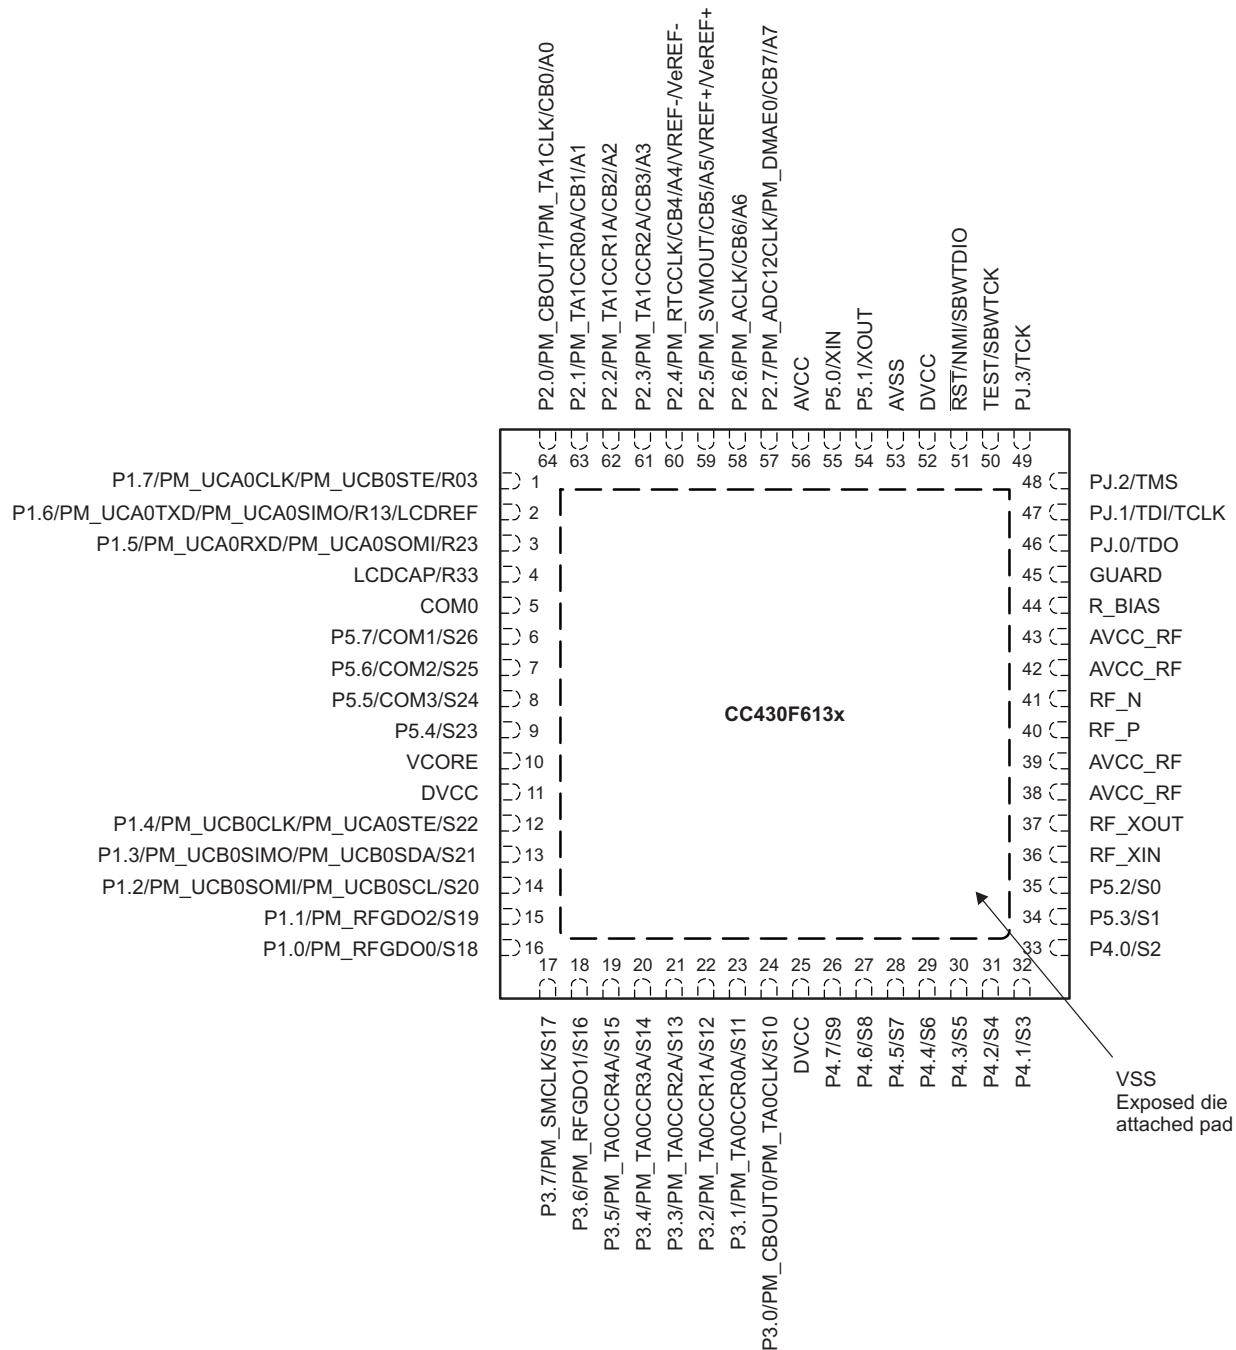 P2.0/PM_CBOUT1/PM_TA1CLK/CB0/A0
P2.1/PM_TA1CCR0A/CB1/A1
P2.2/PM_TA1CCR1A/CB2/A2
P2.3/PM_TA1CCR2A/CB3/A3
P2.4/PM_RTCCLK/CB4/A4/VREF-/VeREF-
P2.5/PM_SVMOUT/CB5/A5/VREF+/VeREF+
P2.6/PM_ACLK/CB6/A6
P2.7/PM_ADC12CLK/PM_DMAE0/CB7/A7
AVCC
P5.0/XIN
P5.1/XOUT
AVSS
DVCC
RST/NMI/SBWTDIO
TEST/SBWTCK
PJ.3/TCK
64 63 62 61 60 59 58 57 56 55 54 53 52 51 50 49
P1.7/PM_UCA0CLK/PM_UCB0STE/R03 1
P1.6/PM_UCA0TXD/PM_UCA0SIMO/R13/LCDREF 2
P1.5/PM_UCA0RXD/PM_UCA0SOMI/R23 3
LCDCAP/R33 4
COM0 5
P5.7/COM1/S26 6
P5.6/COM2/S25 7
P5.5/COM3/S24 8
P5.4/S23 9
VCORE 10
DVCC 11
P1.4/PM_UCB0CLK/PM_UCA0STE/S22 12
P1.3/PM_UCB0SIMO/PM_UCB0SDA/S21 13
P1.2/PM_UCB0SOMI/PM_UCB0SCL/S20 14
P1.1/PM_RFGDO2/S19 15
P1.0/PM_RFGDO0/S18 16
CC430F613x
48 PJ.2/TMS
47 PJ.1/TDI/TCLK
46 PJ.0/TDO
45 GUARD
44 R_BIAS
43 AVCC_RF
42 AVCC_RF
41 RF_N
40 RF_P
39 AVCC_RF
38 AVCC_RF
37 RF_XOUT
36 RF_XIN
35 P5.2/S0
34 P5.3/S1
33 P4.0/S2
17 18 19 20 21 22 23 24 25 26 27 28 29 30 31 32
P3.7/PM_SMCLK/S17
P3.6/PM_RFGDO1/S16
P3.5/PM_TA0CCR4A/S15
P3.4/PM_TA0CCR3A/S14
P3.3/PM_TA0CCR2A/S13
P3.2/PM_TA0CCR1A/S12
P3.1/PM_TA0CCR0A/S11
P3.0/PM_CBOUT0/PM_TA0CLK/S10
DVCC
P4.7/S9
P4.6/S8
P4.5/S7
P4.4/S6
P4.3/S5
P4.2/S4
P4.1/S3
VSS
Exposed die
attached pad